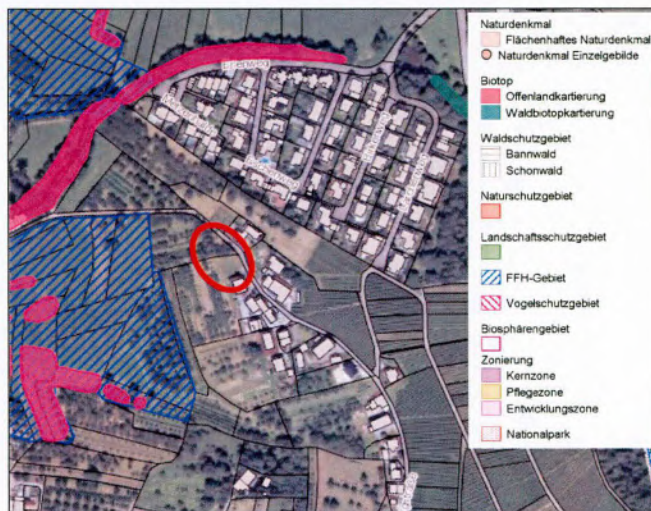 Erlenweg
Naturdenkmal
Flächenhaftes Naturdenkmal
Naturdenkmal Einzelgebilde
Biotop
Offenlandkartierung
Waldbiotopkartierung
Waldschutzgebiet
Bannwald
Schonwald
Naturschutzgebiet
Landschaftsschutzgebiet
FFH-Gebiet
Vogelschutzgebiet
Biosphärengebiet
Zonierung
Kernzone
Pflegezone
Entwicklungszone
Nationalpark